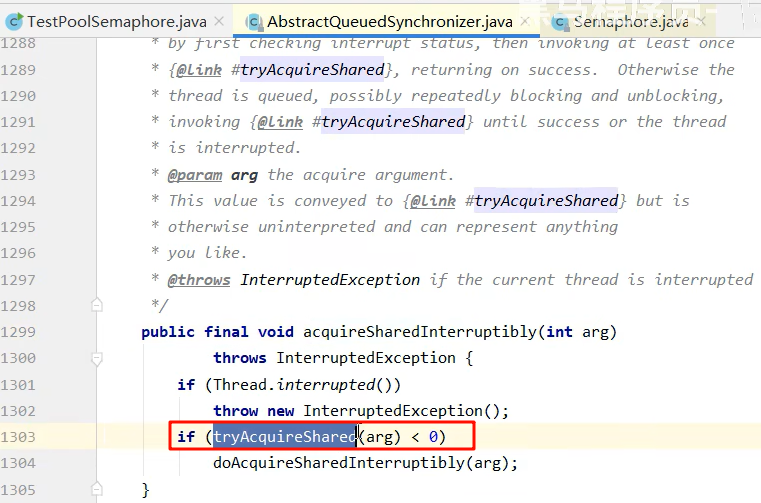 TestPoolSemaphore.java × AbstractQueuedSynchronizer.java × Semaphore.java ×
1288 * by first checking interrupt status, then invoking at least once
1289 * {@link #tryAcquireShared}, returning on success.  Otherwise the
1290 * thread is queued, possibly repeatedly blocking and unblocking,
1291 * invoking {@link #tryAcquireShared} until success or the thread
1292 * is interrupted.
1293 * @param arg the acquire argument.
1294 * This value is conveyed to {@link #tryAcquireShared} but is
1295 * otherwise uninterpreted and can represent anything
1296 * you like.
1297 * @throws InterruptedException if the current thread is interrupted
1298 */
1299 public final void acquireSharedInterruptibly(int arg)
1300 throws InterruptedException {
1301 if (Thread.interrupted())
1302 throw new InterruptedException();
1303 if (tryAcquireShared(arg) < 0)
1304 doAcquireSharedInterruptibly(arg);
1305 }